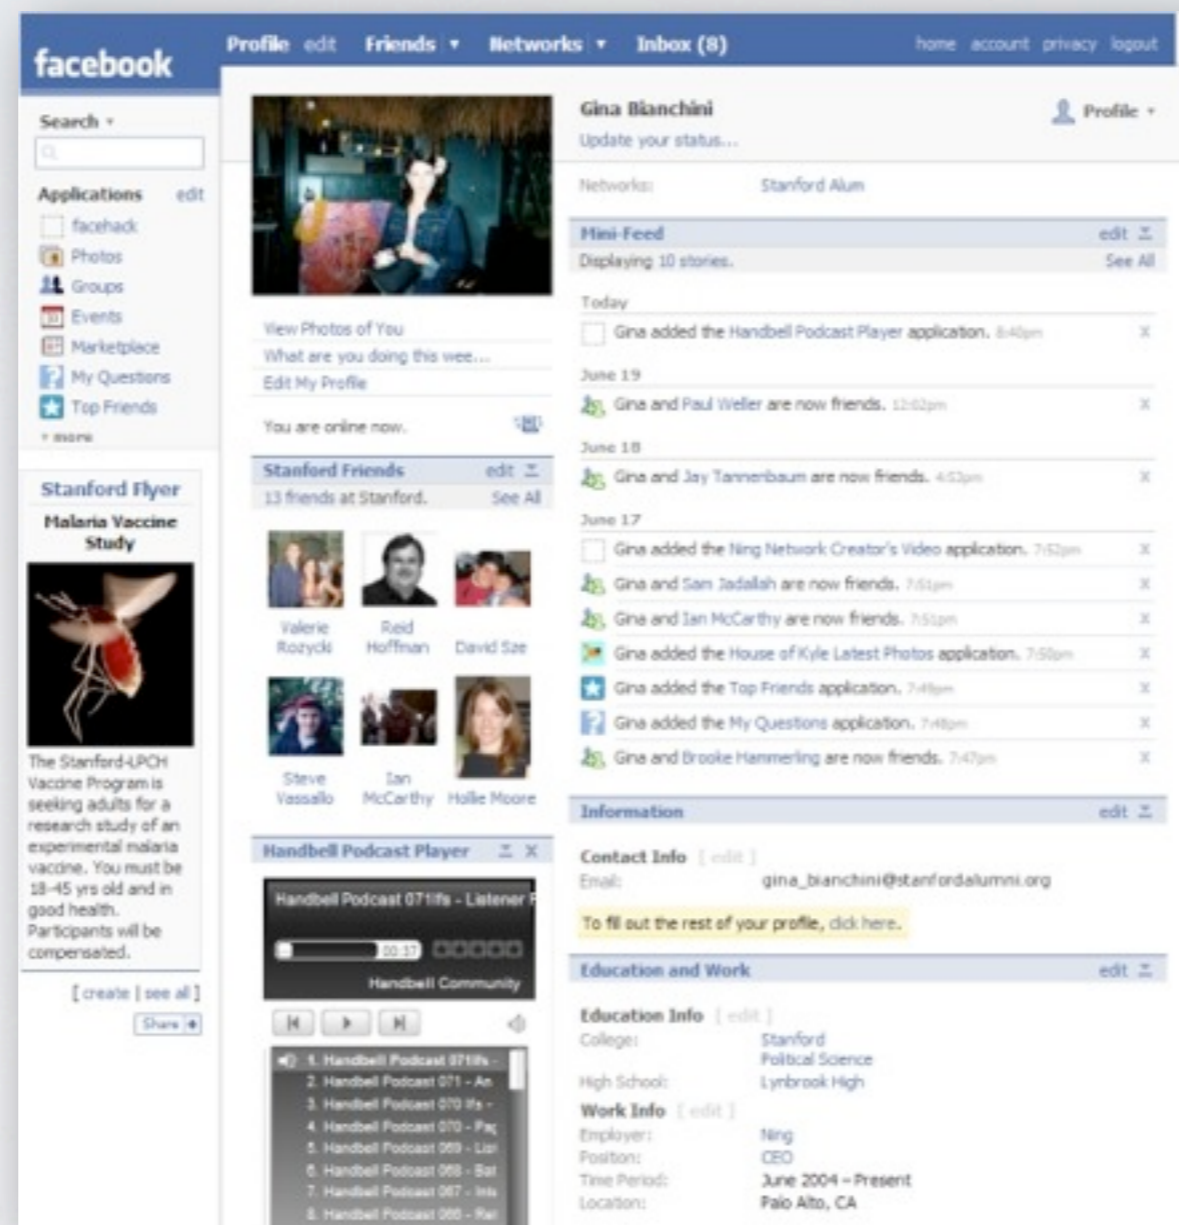 facebook
Profile edit Friends Networks Inbox (8) home account privacy logout
Search
Applications edit
facehack
Photos
Groups
Events
Marketplace
My Questions
Top Friends
more
Stanford Flyer
Malaria Vaccine
Study
The Stanford-LPCH
Vaccine Program is
seeking adults for a
research study of an
experimental malaria
vaccine. You must be
18-45 yrs old and in
good health.
Participants will be
compensated.
[ create | see all ]
Share +
View Photos of You
What are you doing this wee...
Edit My Profile
You are online now.
Stanford Friends edit
13 friends at Stanford. See All
Valerie
Rozycki
Reid
Hoffman
David Sze
Steve
Vassallo
Ian
McCarthy
Hollie Moore
Handbell Podcast Player X
Handbell Podcast 071lfs - Listener F
00:37
Handbell Community
1. Handbell Podcast 071lfs -
2. Handbell Podcast 071 - An
3. Handbell Podcast 070 lfs -
4. Handbell Podcast 070 - Pag
5. Handbell Podcast 069 - List
6. Handbell Podcast 068 - Bat
7. Handbell Podcast 067 - Inte
8. Handbell Podcast 066 - Rei
Gina Bianchini Profile
Update your status...
Networks: Stanford Alum
Mini-Feed edit
Displaying 10 stories. See All
Today
Gina added the Handbell Podcast Player application. 8:40pm X
June 19
Gina and Paul Weller are now friends. 12:02pm X
June 18
Gina and Jay Tannenbaum are now friends. 4:53pm X
June 17
Gina added the Ning Network Creator's Video application. 7:52pm X
Gina and Sam Jadallah are now friends. 7:51pm X
Gina and Ian McCarthy are now friends. 7:51pm X
Gina added the House of Kyle Latest Photos application. 7:50pm X
Gina added the Top Friends application. 7:49pm X
Gina added the My Questions application. 7:48pm X
Gina and Brooke Hammerling are now friends. 7:47pm X
Information edit
Contact Info [ edit ]
Email: gina_bianchini@stanfordalumni.org
To fill out the rest of your profile, click here.
Education and Work edit
Education Info [ edit ]
College: Stanford
Political Science
High School: Lynbrook High
Work Info [ edit ]
Employer: Ning
Position: CEO
Time Period: June 2004 – Present
Location: Palo Alto, CA